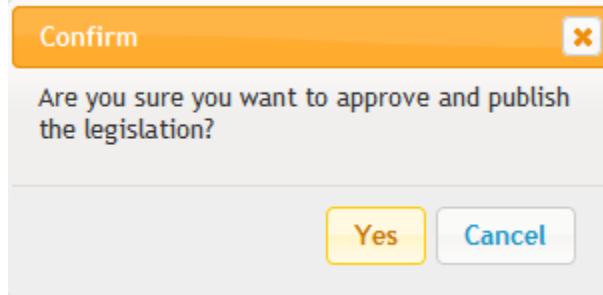 Confirm
Are you sure you want to approve and publish
the legislation?
Yes
Cancel